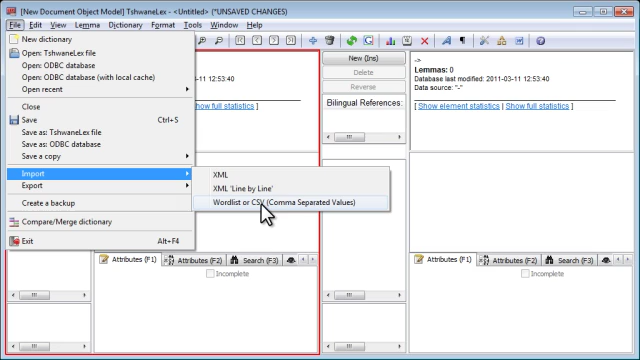 [New Document Object Model] TshwaneLex - <Untitled> (*UNSAVED CHANGES)
File Edit View Lemma Dictionary Format Tools Window Help
New dictionary
Open: TshwaneLex file
Open: ODBC database
Open: ODBC database (with local cache)
Open recent
Close
Save Ctrl+S
Save as: TshwaneLex file
Save as: ODBC database
Save a copy
Import
Export
Create a backup
Compare/Merge dictionary
Exit Alt+F4
XML
XML 'Line by Line'
Wordlist or CSV (Comma Separated Values)
-11 12:53:40
how full statistics ]
New (Ins)
Delete
Reverse
Bilingual References:
->
Lemmas: 0
Database last modified: 2011-03-11 12:53:40
Data source: "-"
[ Show element statistics | Show full statistics ]
Attributes (F1) Attributes (F2) Search (F3)
Incomplete
Attributes (F1) Attributes (F2) Search (F3)
Incomplete